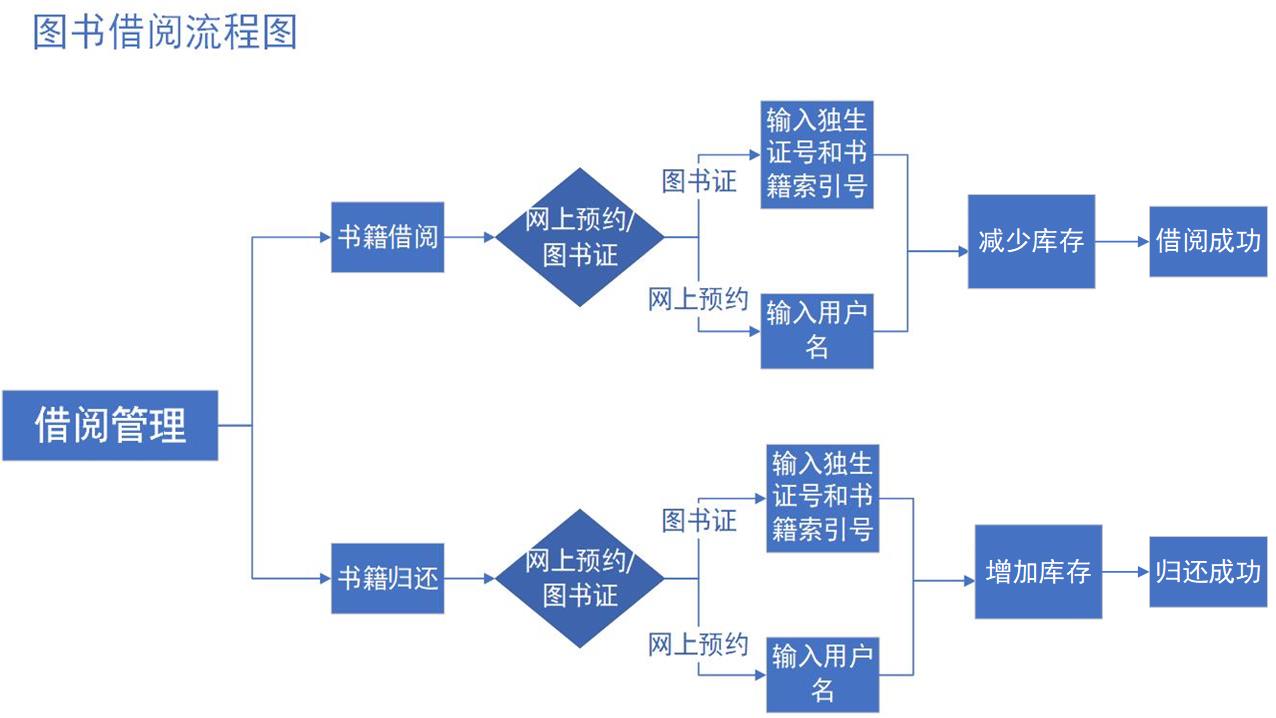 图书借阅流程图
输入独生
证号和书
籍索引号
图书证
书籍借阅
网上预约/
图书证
减少库存
借阅成功
网上预约
输入用户
名
借阅管理
输入独生
证号和书
籍索引号
图书证
书籍归还
网上预约/
图书证
增加库存
归还成功
网上预约
输入用户
名